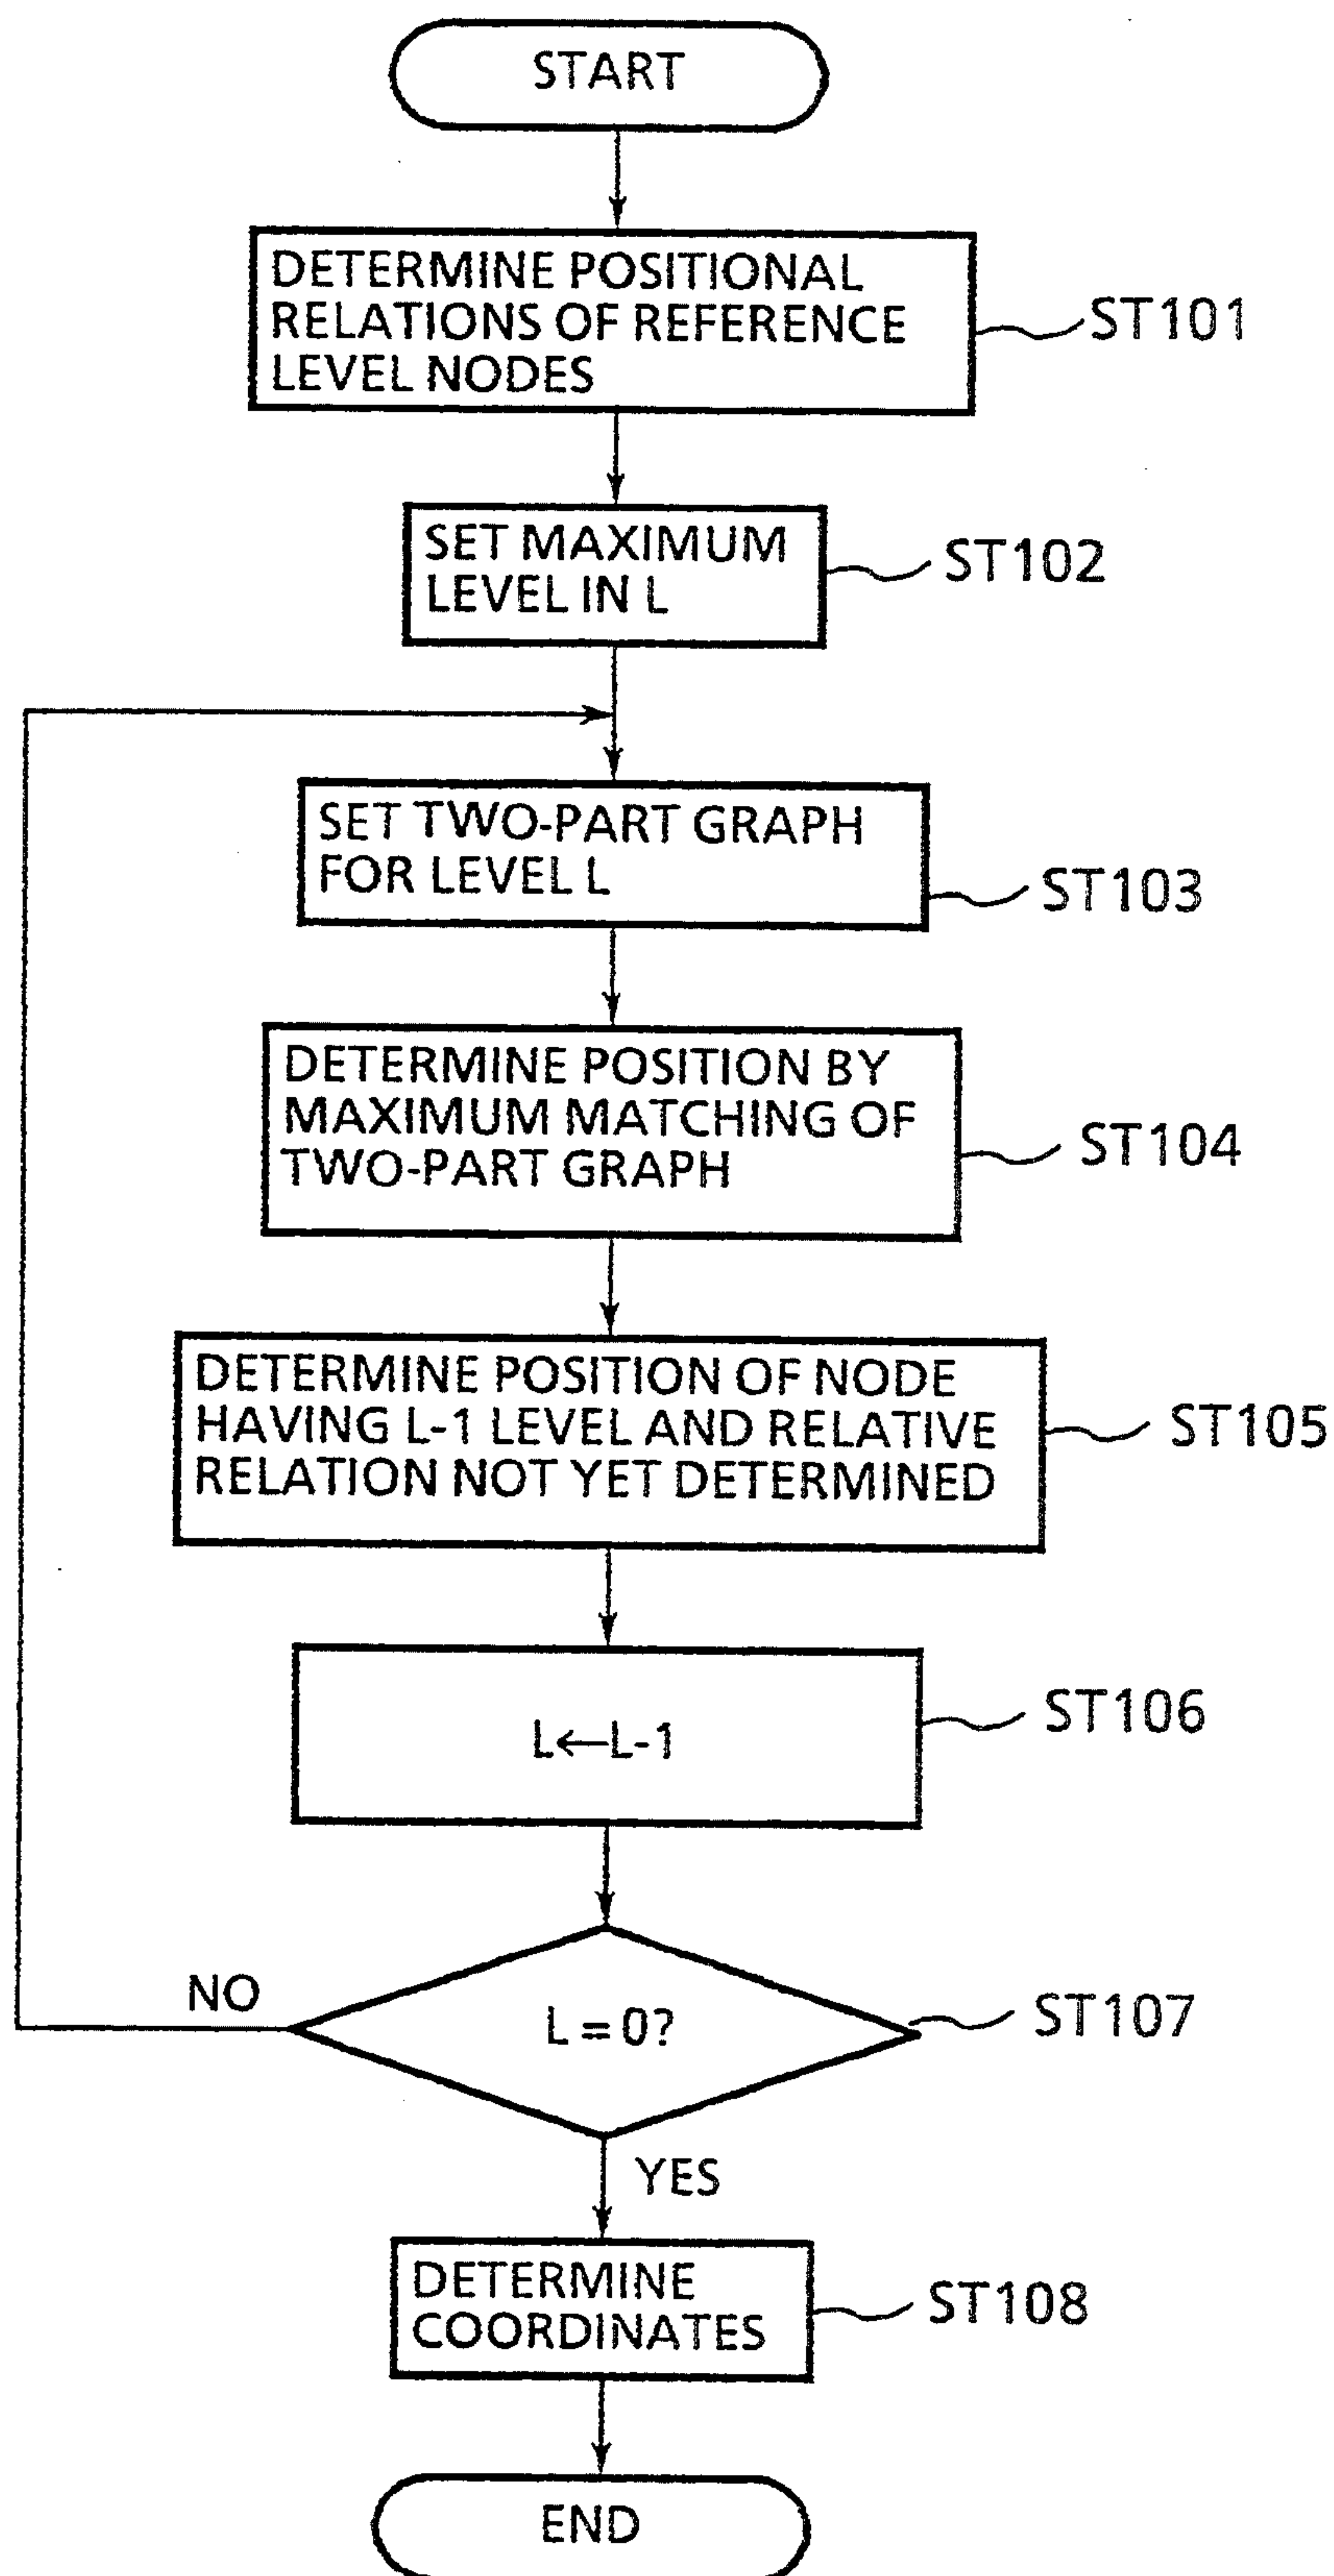 START
DETERMINE POSITIONAL
RELATIONS OF REFERENCE
LEVEL NODES
ST101
SET MAXIMUM
LEVEL IN L
ST102
SET TWO-PART GRAPH
FOR LEVEL L
ST103
DETERMINE POSITION BY
MAXIMUM MATCHING OF
TWO-PART GRAPH
ST104
DETERMINE POSITION OF NODE
HAVING L-1 LEVEL AND RELATIVE
RELATION NOT YET DETERMINED
ST105
L←L-1
ST106
NO
L = 0?
ST107
YES
DETERMINE
COORDINATES
ST108
END